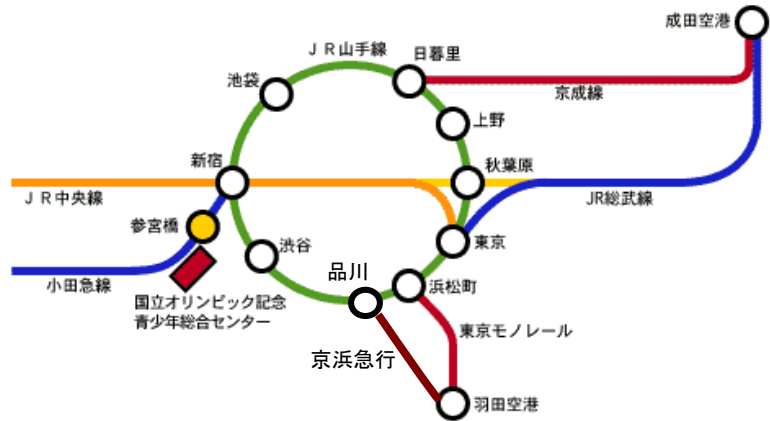 成田空港
JR山手線
日暮里
池袋
京成線
上野
新宿
秋葉原
JR中央線
JR総武線
参宮橋
渋谷
東京
品川
小田急線
浜松町
国立オリンピック記念
青少年総合センター
東京モノレール
京浜急行
羽田空港